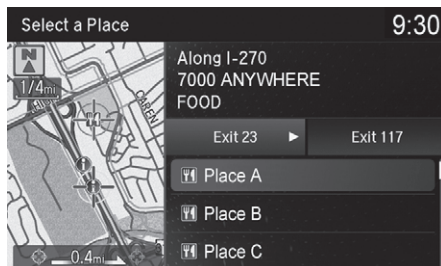 Select a Place
9:30
N
1/4mi
CAREN
0.4mi
Along I-270
7000 ANYWHERE
FOOD
Exit 23
Exit 117
Place A
Place B
Place C